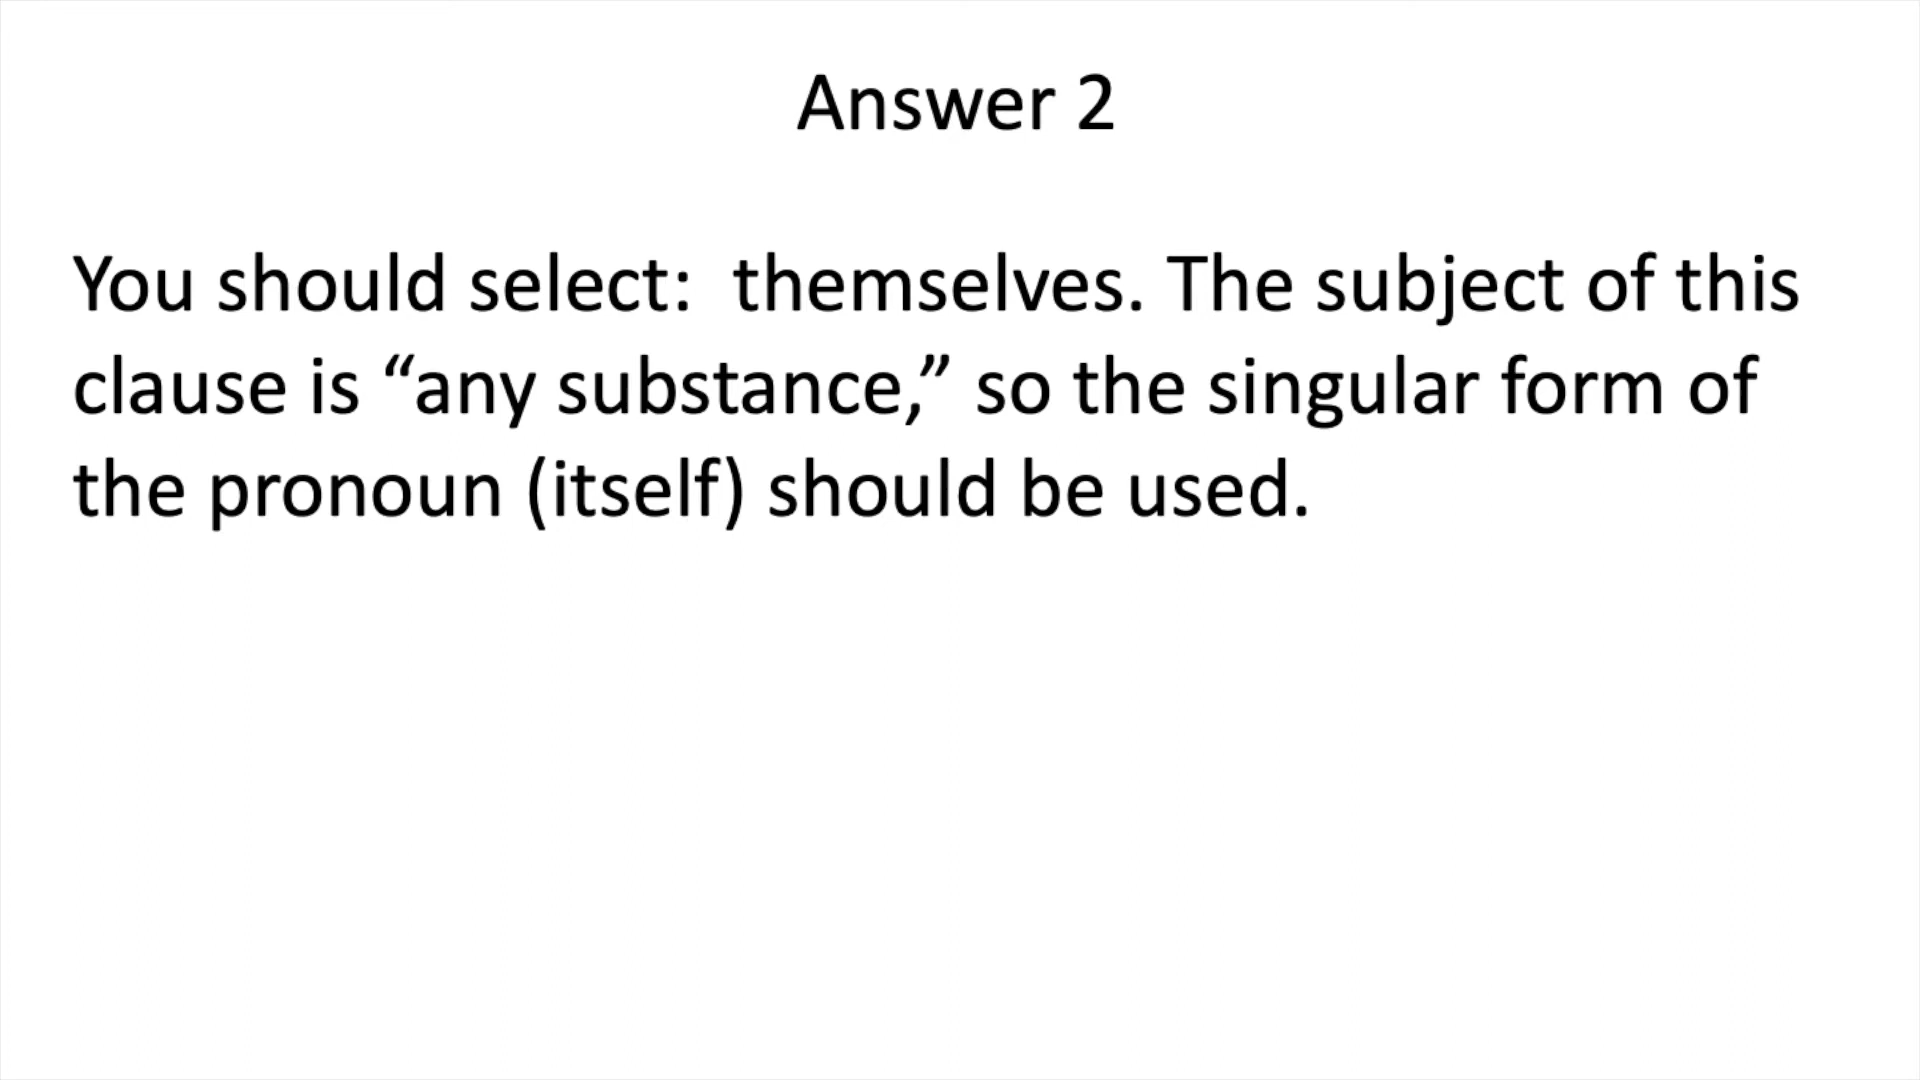 Answer 2
You should select:  themselves. The subject of this
clause is “any substance,” so the singular form of
the pronoun (itself) should be used.